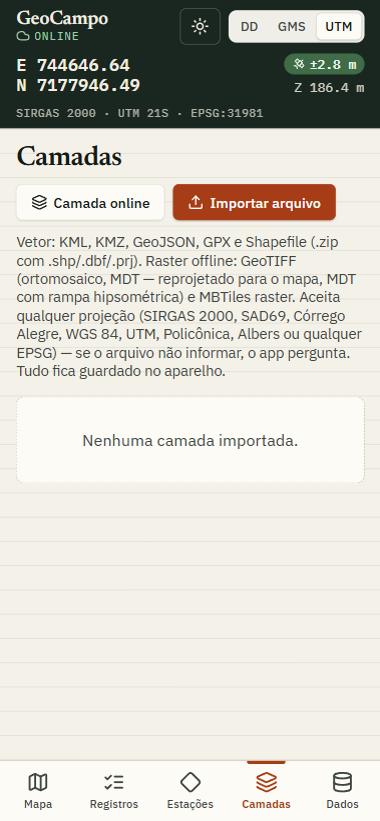 GeoCampo
ONLINE
DD GMS UTM
E 744646.64
N 7177946.49
±2.8 m
Z 186.4 m
SIRGAS 2000 · UTM 21S · EPSG:31981
Camadas
Camada online
Importar arquivo
Vetor: KML, KMZ, GeoJSON, GPX e Shapefile (.zip
com .shp/.dbf/.prj). Raster offline: GeoTIFF
(ortomosaico, MDT — reprojetado para o mapa, MDT
com rampa hipsométrica) e MBTiles raster. Aceita
qualquer projeção (SIRGAS 2000, SAD69, Córrego
Alegre, WGS 84, UTM, Policônica, Albers ou qualquer
EPSG) — se o arquivo não informar, o app pergunta.
Tudo fica guardado no aparelho.
Nenhuma camada importada.
Mapa Registros Estações Camadas Dados